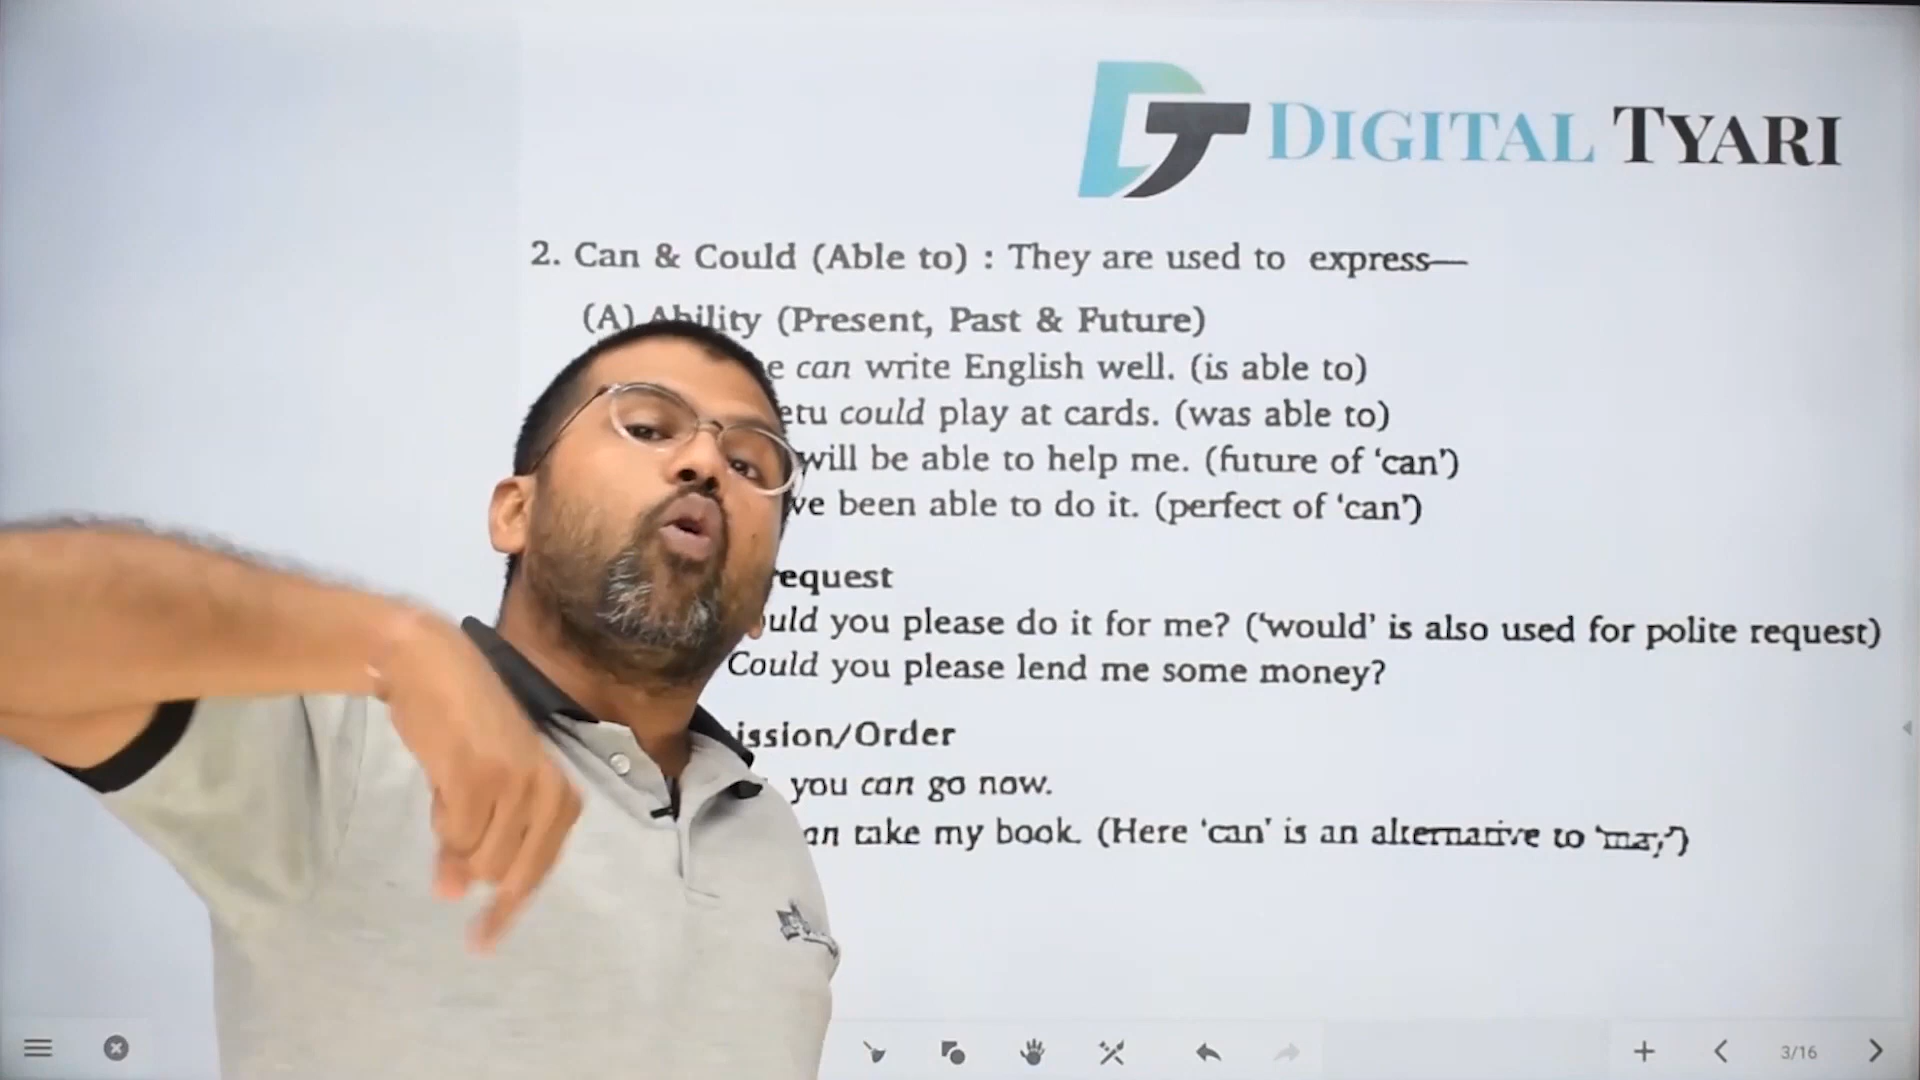 DIGITAL TYARI
2. Can & Could (Able to) : They are used to express—
(A) Ability (Present, Past & Future)
can write English well. (is able to)
could play at cards. (was able to)
will be able to help me. (future of ‘can’)
been able to do it. (perfect of ‘can’)
request
you please do it for me? (‘would’ is also used for polite request)
Could you please lend me some money?
/Order
you can go now.
take my book. (Here ‘can’ is an alternative to ‘may’)
3/16